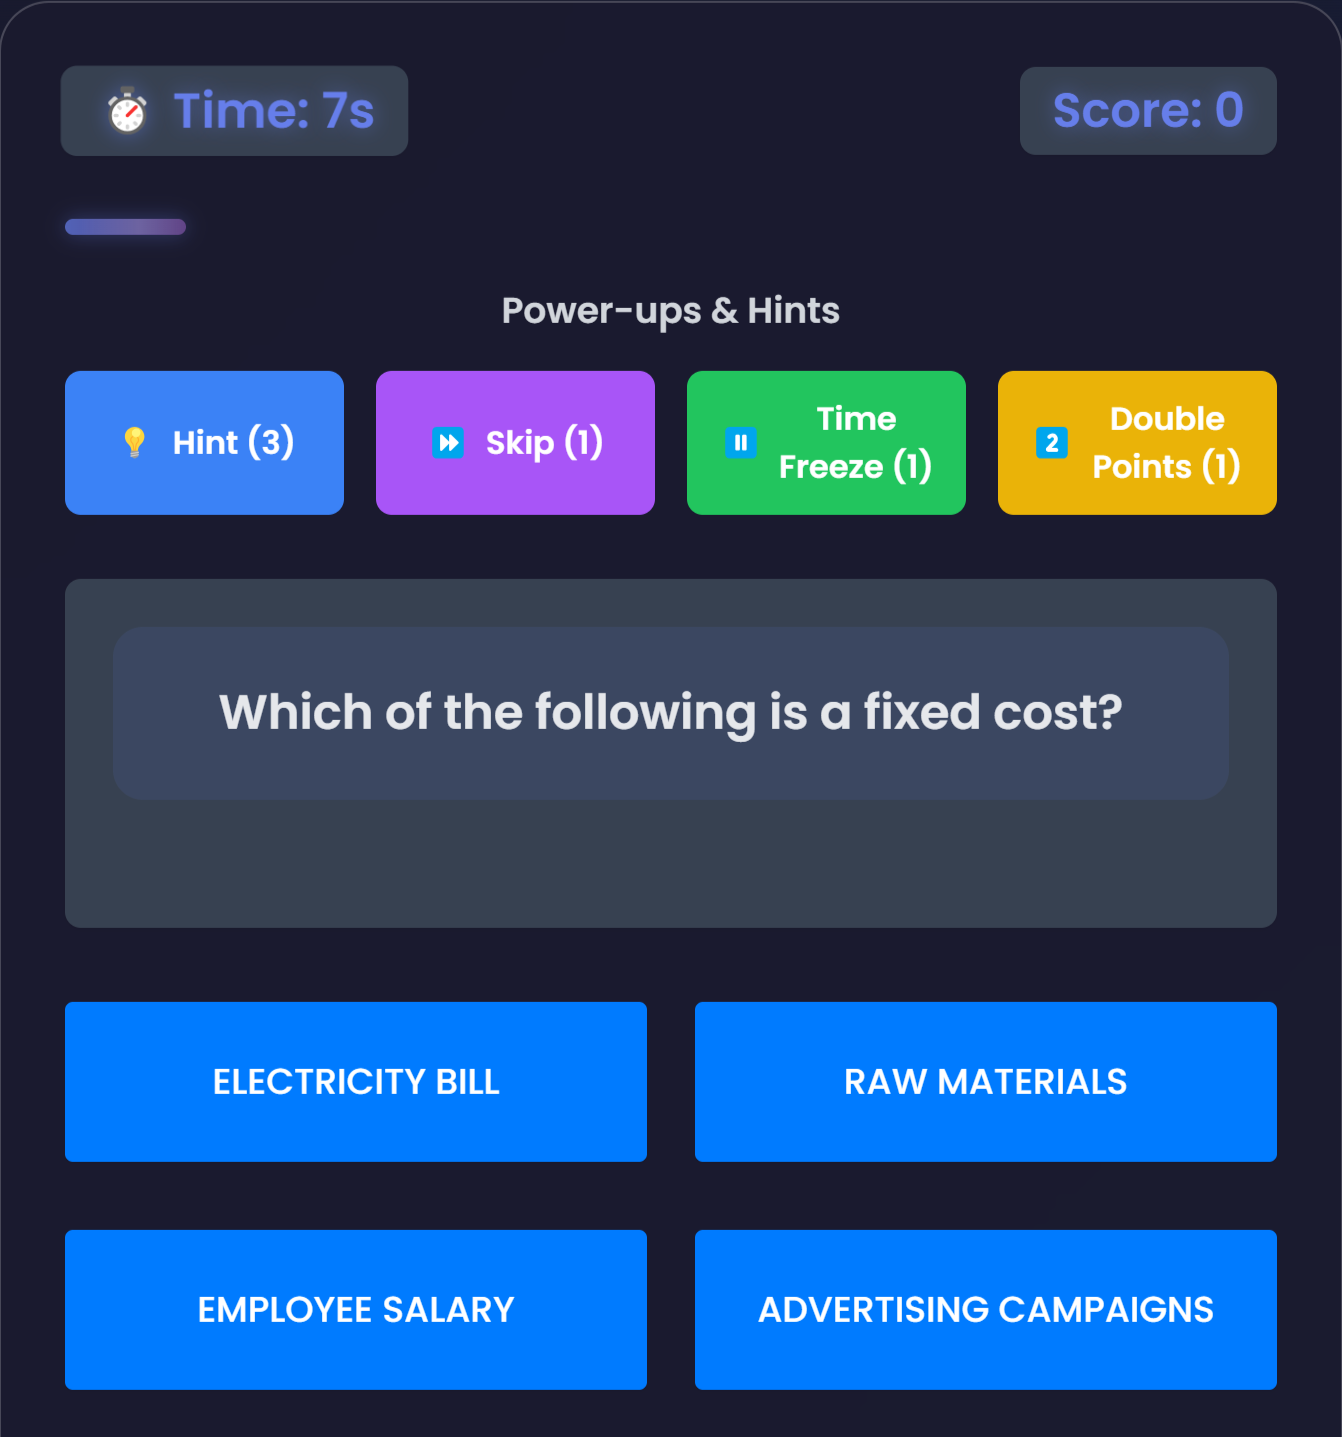 Time: 7s
Score: 0
Power-ups & Hints
Hint (3)
Skip (1)
Time
Freeze (1)
2
Double
Points (1)
Which of the following is a fixed cost?
ELECTRICITY BILL
RAW MATERIALS
EMPLOYEE SALARY
ADVERTISING CAMPAIGNS